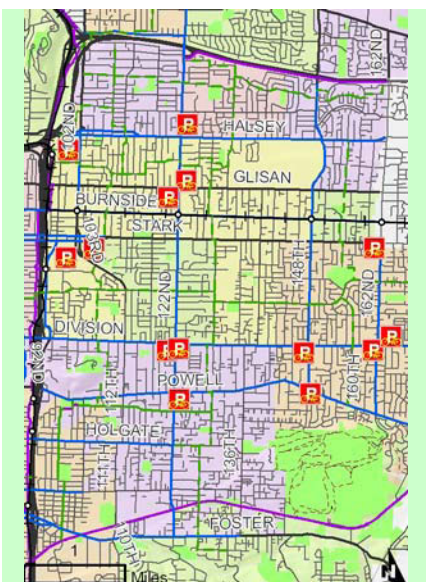 162ND
102ND
HALSEY
GLISAN
BURNSIDE
STARK
103RD
148TH
122ND
162ND
DIVISION
92ND
112TH
POWELL
160TH
HOLGATE
111TH
136TH
FOSTER
110TH
1
Miles
N
P
P
P
P
P
P
P
P
P
P
P
P
P
P